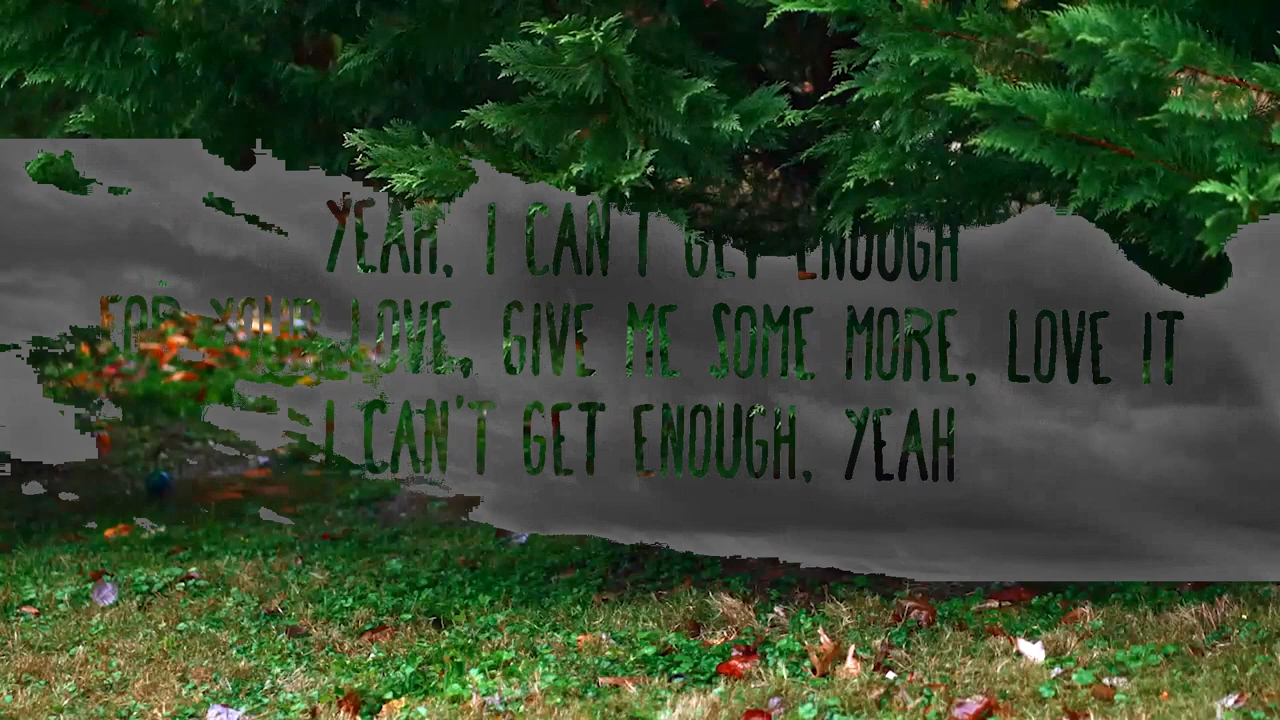 YEAH, I CAN'T GET ENOUGH
FOR YOUR LOVE, GIVE ME SOME MORE, LOVE IT
I CAN'T GET ENOUGH, YEAH